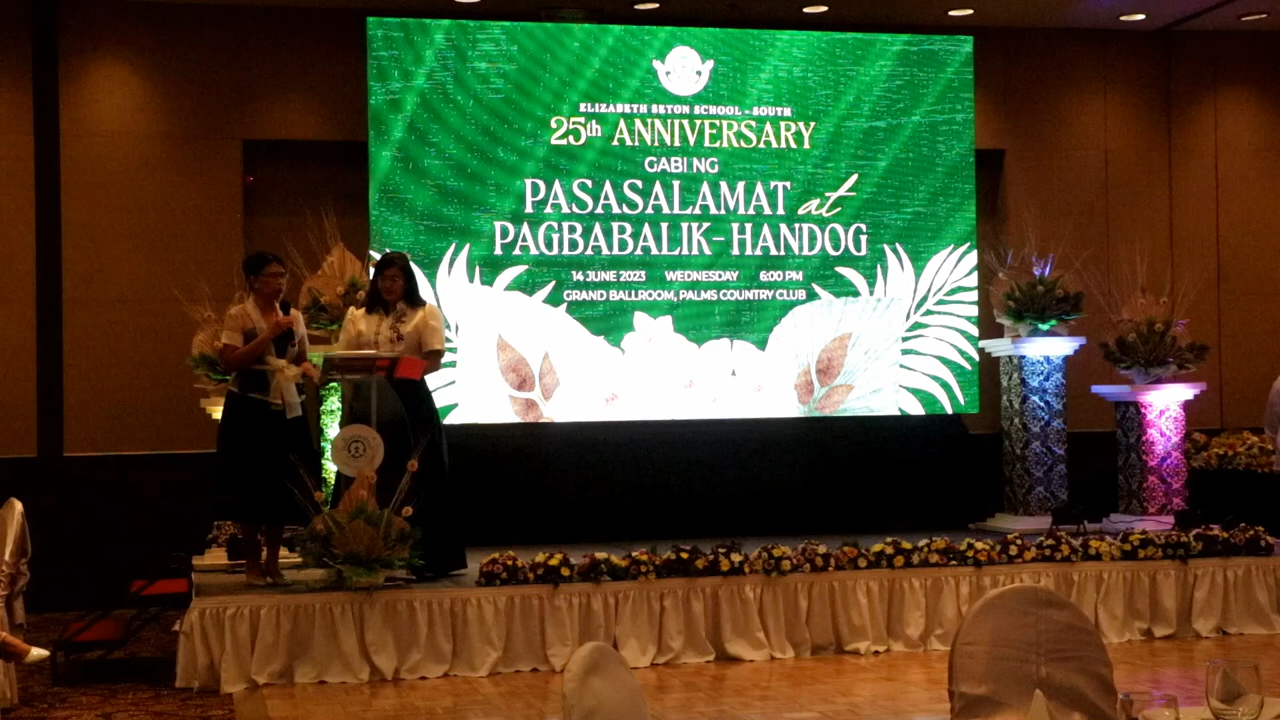 ELIZABETH SETON SCHOOL - SOUTH
25th ANNIVERSARY
GABI NG
PASASALAMAT at
PAGBABALIK-HANDOG
14 JUNE 2023 WEDNESDAY 6:00 PM
GRAND BALLROOM, PALMS COUNTRY CLUB